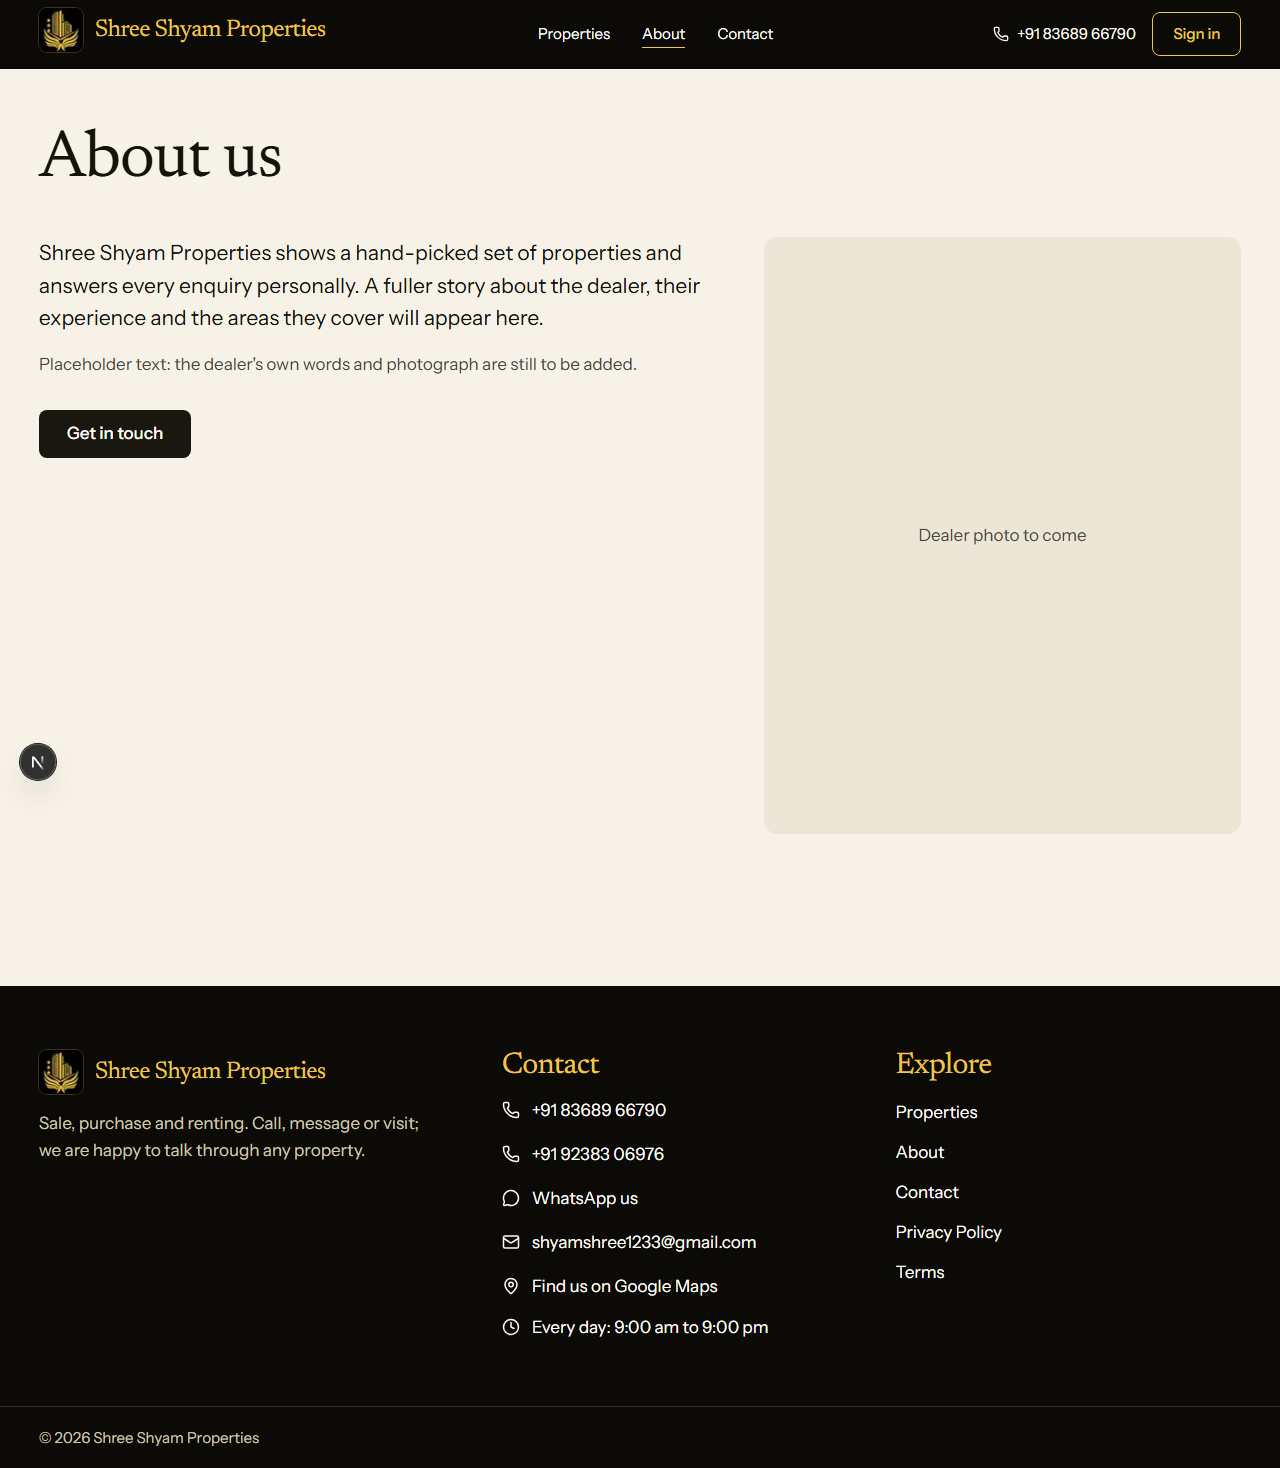 Shree Shyam Properties
Properties
About
Contact
+91 83689 66790
Sign in
About us
Shree Shyam Properties shows a hand-picked set of properties and
answers every enquiry personally. A fuller story about the dealer, their
experience and the areas they cover will appear here.
Placeholder text: the dealer's own words and photograph are still to be added.
Get in touch
Dealer photo to come
N
Shree Shyam Properties
Sale, purchase and renting. Call, message or visit;
we are happy to talk through any property.
Contact
+91 83689 66790
+91 92383 06976
WhatsApp us
shyamshree1233@gmail.com
Find us on Google Maps
Every day: 9:00 am to 9:00 pm
Explore
Properties
About
Contact
Privacy Policy
Terms
© 2026 Shree Shyam Properties